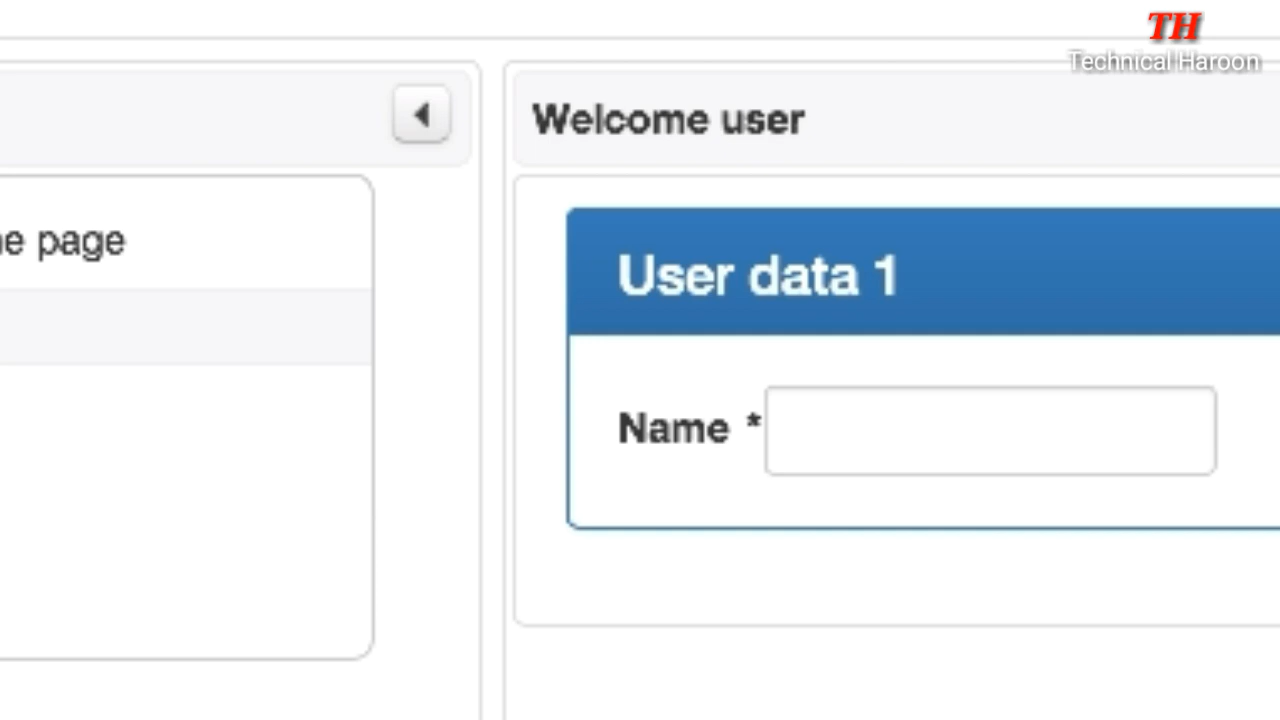 TH
Technical Haroon
Welcome user
page
User data 1
Name *